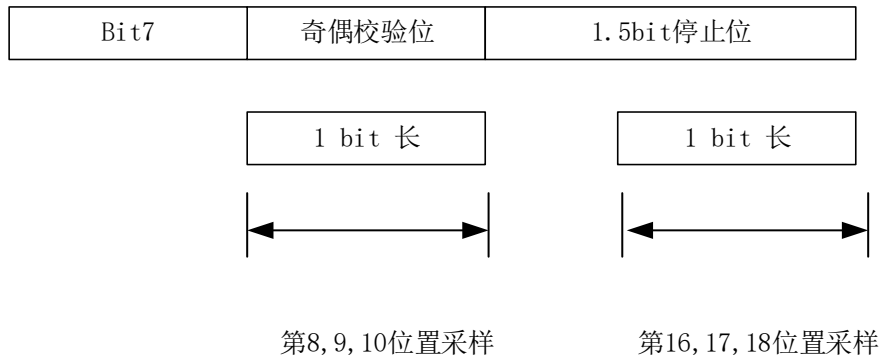 Bit7 奇偶校验位 1.5bit停止位
1 bit 长 1 bit 长
第8,9,10位置采样 第16,17,18位置采样